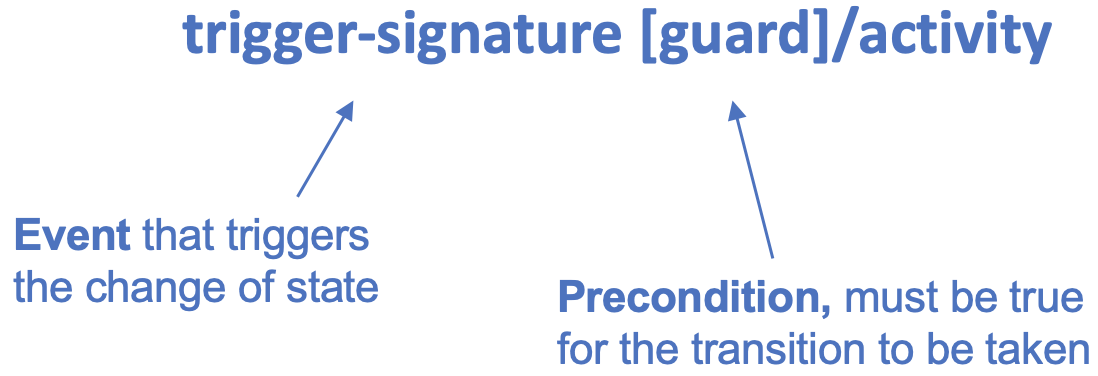 trigger-signature [guard]/activity
Event that triggers
the change of state
Precondition, must be true
for the transition to be taken